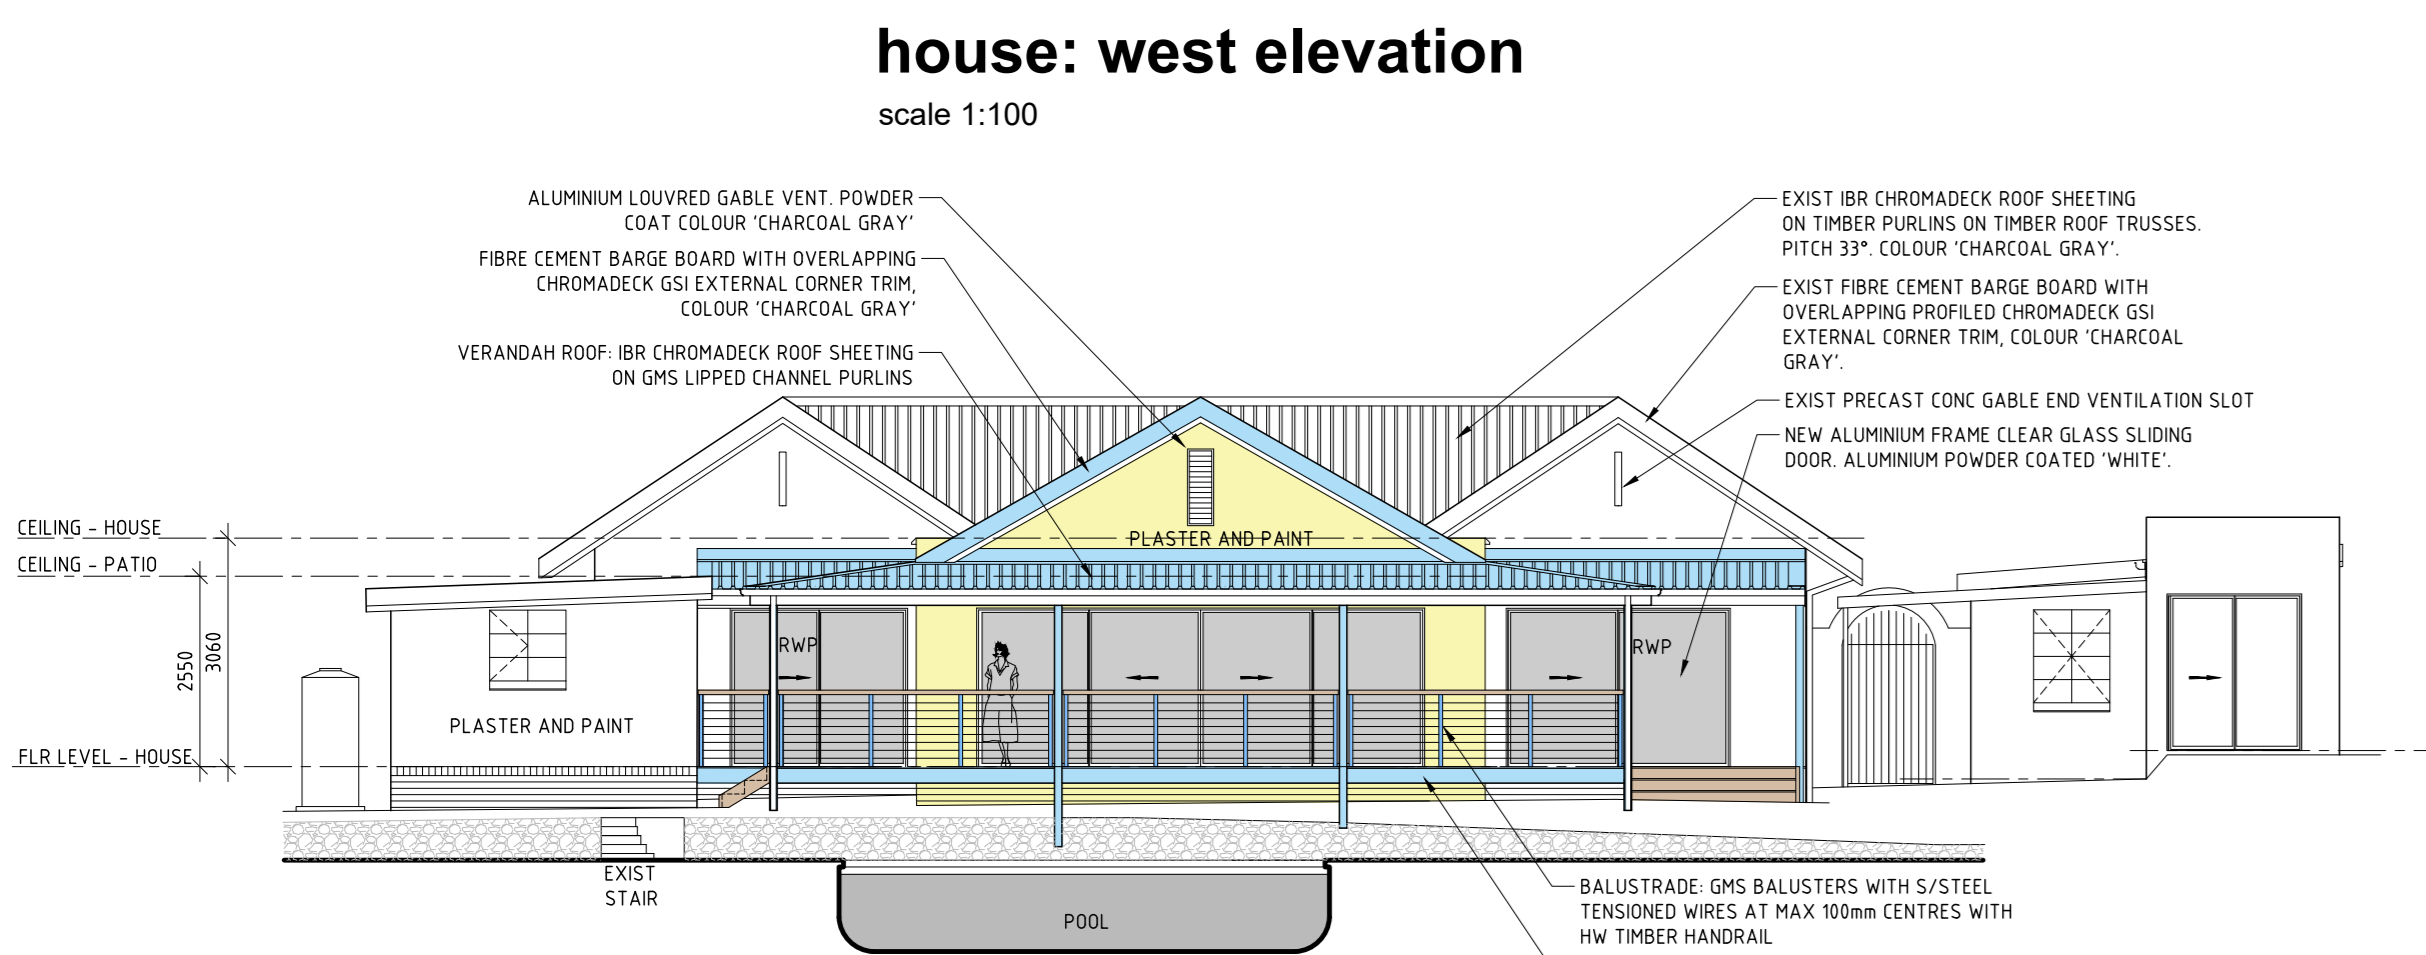 house: west elevation
scale 1:100
ALUMINIUM LOUVRED GABLE VENT. POWDER
COAT COLOUR 'CHARCOAL GRAY'
FIBRE CEMENT BARGE BOARD WITH OVERLAPPING
CHROMADECK GSI EXTERNAL CORNER TRIM,
COLOUR 'CHARCOAL GRAY'
VERANDAH ROOF: IBR CHROMADECK ROOF SHEETING
ON GMS LIPPED CHANNEL PURLINS
EXIST IBR CHROMADECK ROOF SHEETING
ON TIMBER PURLINS ON TIMBER ROOF TRUSSES.
PITCH 33°. COLOUR 'CHARCOAL GRAY'.
EXIST FIBRE CEMENT BARGE BOARD WITH
OVERLAPPING PROFILED CHROMADECK GSI
EXTERNAL CORNER TRIM, COLOUR 'CHARCOAL
GRAY'.
EXIST PRECAST CONC GABLE END VENTILATION SLOT
NEW ALUMINIUM FRAME CLEAR GLASS SLIDING
DOOR. ALUMINIUM POWDER COATED 'WHITE'.
CEILING - HOUSE
CEILING - PATIO
PLASTER AND PAINT
2550
3060
RWP
RWP
PLASTER AND PAINT
FLR LEVEL - HOUSE
EXIST
STAIR
POOL
BALUSTRADE: GMS BALUSTERS WITH S/STEEL
TENSIONED WIRES AT MAX 100mm CENTRES WITH
HW TIMBER HANDRAIL